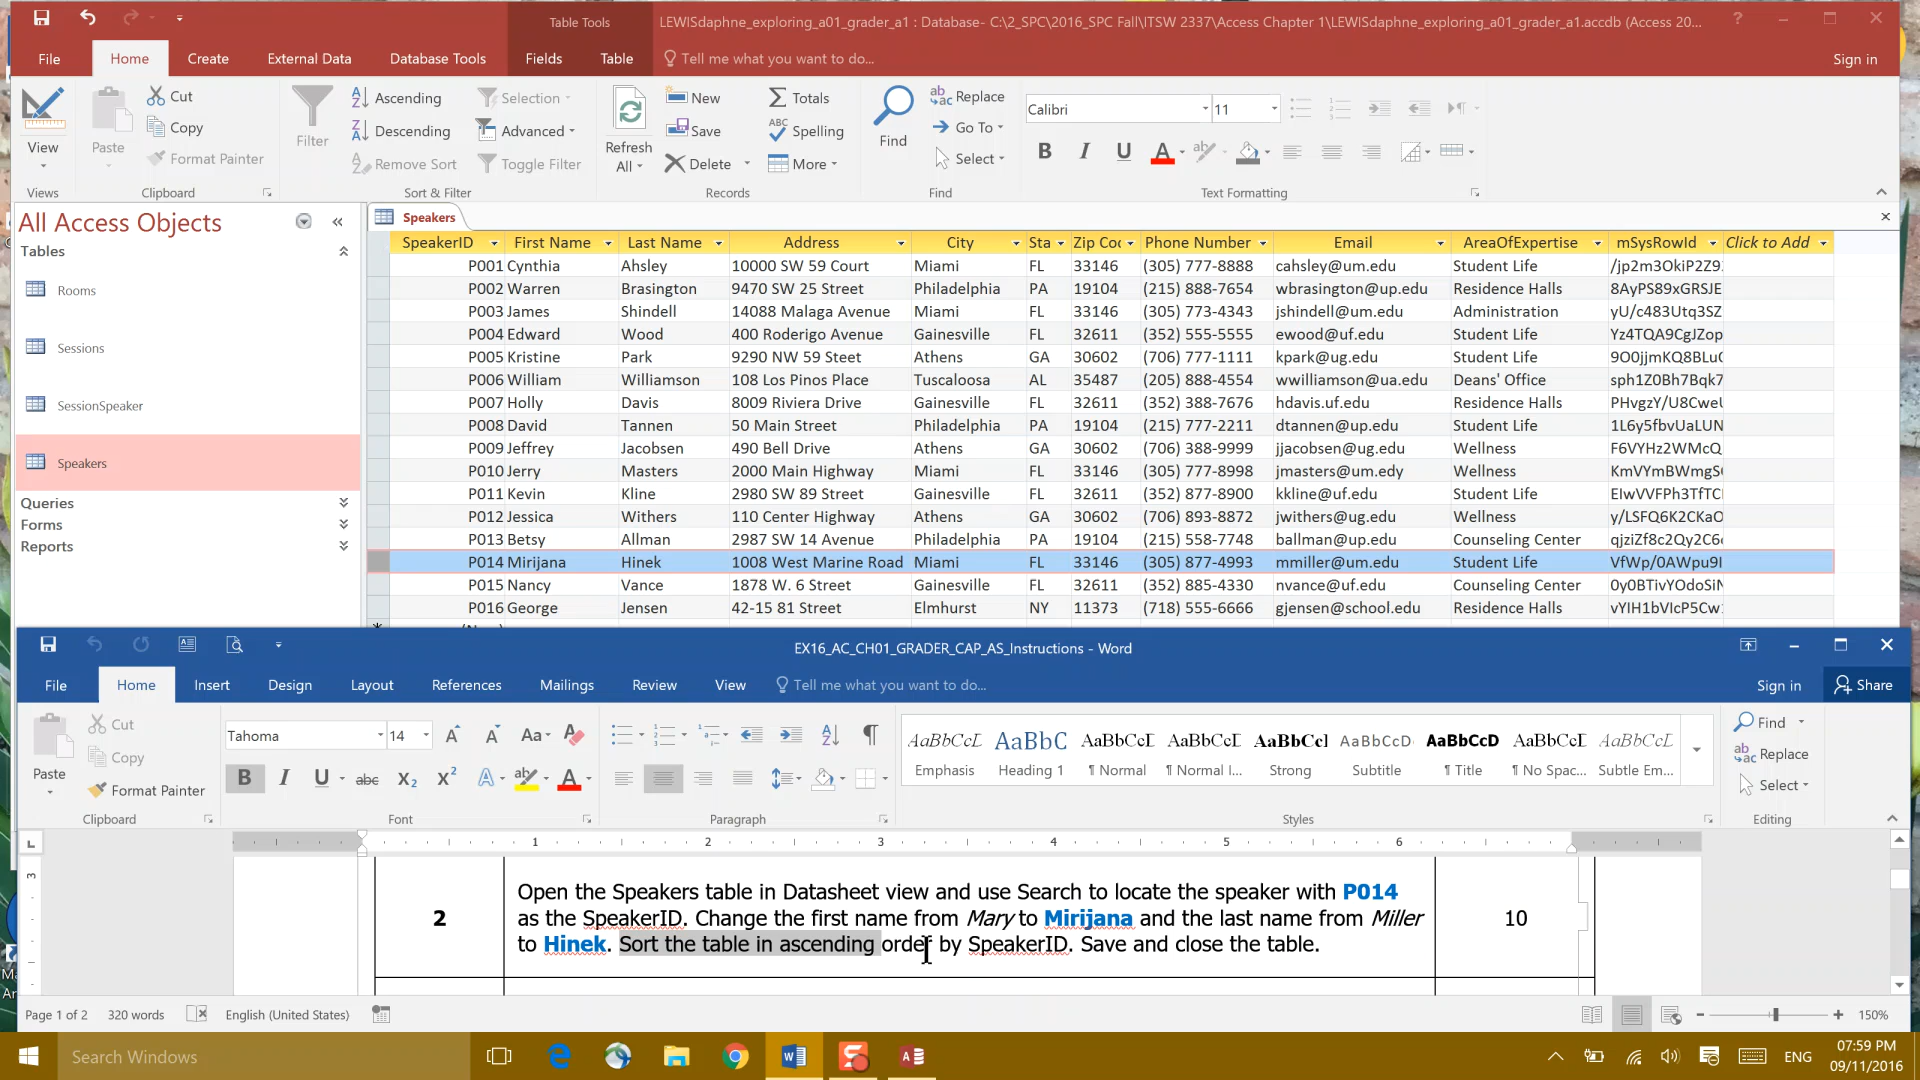 Table Tools
LEWISdaphne_exploring_a01_grader_a1 : Database- C:\2_SPC\2016_SPC Fall\ITSW 2337\Access Chapter 1\LEWISdaphne_exploring_a01_grader_a1.accdb (Access 20...
File Home Create External Data Database Tools Fields Table Tell me what you want to do... Sign in
View
Views
Paste
Cut
Copy
Format Painter
Clipboard
Filter
Ascending
Descending
Remove Sort
Selection
Advanced
Toggle Filter
Sort & Filter
Refresh
All
New
Save
Delete
Totals
Spelling
More
Records
Find
Replace
Go To
Select
Find
Calibri 11
B I U A
Text Formatting
All Access Objects
Tables
Rooms
Sessions
SessionSpeaker
Speakers
Queries
Forms
Reports
Speakers
SpeakerID First Name Last Name Address City Sta Zip Coc Phone Number Email AreaOfExpertise mSysRowId Click to Add
P001 Cynthia Ahsley 10000 SW 59 Court Miami FL 33146 (305) 777-8888 cahsley@um.edu Student Life /jp2m3OkiP2Z9
P002 Warren Brasington 9470 SW 25 Street Philadelphia PA 19104 (215) 888-7654 wbrasington@up.edu Residence Halls 8AyPS89xGRSJE
P003 James Shindell 14088 Malaga Avenue Miami FL 33146 (305) 773-4343 jshindell@um.edu Administration yU/c483Utq3SZ
P004 Edward Wood 400 Roderigo Avenue Gainesville FL 32611 (352) 555-5555 ewood@uf.edu Student Life Yz4TQA9CgJZop
P005 Kristine Park 9290 NW 59 Steet Athens GA 30602 (706) 777-1111 kpark@ug.edu Student Life
P006 William Williamson 108 Los Pinos Place Tuscaloosa AL 35487 (205) 888-4554 wwilliamson@ua.edu Deans' Office sph1Z0Bh7Bqk7
P007 Holly Davis 8009 Riviera Drive Gainesville FL 32611 (352) 388-7676 hdavis.uf.edu Residence Halls PHvgzY/U8Cwe
P008 David Tannen 50 Main Street Philadelphia PA 19104 (215) 777-2211 dtannen@up.edu Student Life 1L6y5fbvUaLUN
P009 Jeffrey Jacobsen 490 Bell Drive Athens GA 30602 (706) 388-9999 jjacobsen@ug.edu Wellness F6VYHz2WMcQ
P010 Jerry Masters 2000 Main Highway Miami FL 33146 (305) 777-8998 jmasters@um.edy Wellness KmVYmBWmgS
P011 Kevin Kline 2980 SW 89 Street Gainesville FL 32611 (352) 877-8900 kkline@uf.edu Student Life
P012 Jessica Withers 110 Center Highway Athens GA 30602 (706) 893-8872 jwithers@ug.edu Wellness y/LSFQ6K2CKaO
P013 Betsy Allman 2987 SW 14 Avenue Philadelphia PA 19104 (215) 558-7748 ballman@up.edu Counseling Center qjziZf8c2Qy2C6
P014 Mirijana Hinek 1008 West Marine Road Miami FL 33146 (305) 877-4993 mmiller@um.edu Student Life VfWp/0AWpu9I
P015 Nancy Vance 1878 W. 6 Street Gainesville FL 32611 (352) 885-4330 nvance@uf.edu Counseling Center 0y0BTivYOdoSi
P016 George Jensen 42-15 81 Street Elmhurst NY 11373 (718) 555-6666 gjensen@school.edu Residence Halls
EX16_AC_CH01_GRADER_CAP_AS_Instructions - Word
File Home Insert Design Layout References Mailings Review View Tell me what you want to do... Sign in Share
Paste
Cut
Copy
Format Painter
Clipboard
Tahoma 14
B I U abc X2 X2 A A
Font
Paragraph
AaBbCcD AaBbC AaBbCcD AaBbCcD AaBbCc AaBbCcD AaBbCcD AaBbCcD AaBbCcD
Emphasis Heading 1 ¶ Normal ¶ Normal I... Strong Subtitle ¶ Title ¶ No Spac... Subtle Em...
Styles
Find
Replace
Select
Editing
1 2 3 4 5 6
3
2
Open the Speakers table in Datasheet view and use Search to locate the speaker with P014
as the SpeakerID. Change the first name from Mary to Mirijana and the last name from Miller
to Hinek. Sort the table in ascending order by SpeakerID. Save and close the table.
10
Page 1 of 2 320 words English (United States) 150%
Search Windows
ENG
07:59 PM
09/11/2016